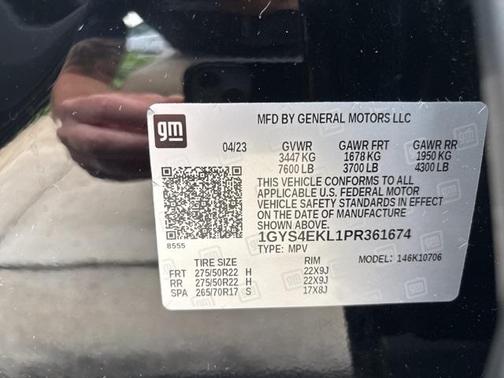 gm
MFD BY GENERAL MOTORS LLC
04/23 GVWR GAWR FRT GAWR RR
3447 KG 1678 KG 1950 KG
7600 LB 3700 LB 4300 LB
THIS VEHICLE CONFORMS TO ALL
APPLICABLE U.S. FEDERAL MOTOR
VEHICLE SAFETY STANDARDS IN EFFECT
ON THE DATE OF MANUFACTURE
SHOWN ABOVE.
1GYS4EKL1PR361674
8555
TYPE: MPV MODEL: 146K10706
TIRE SIZE RIM
FRT 275/50R22 H 22X9J
RR 275/50R22 H 22X9J
SPA 265/70R17 S 17X8J